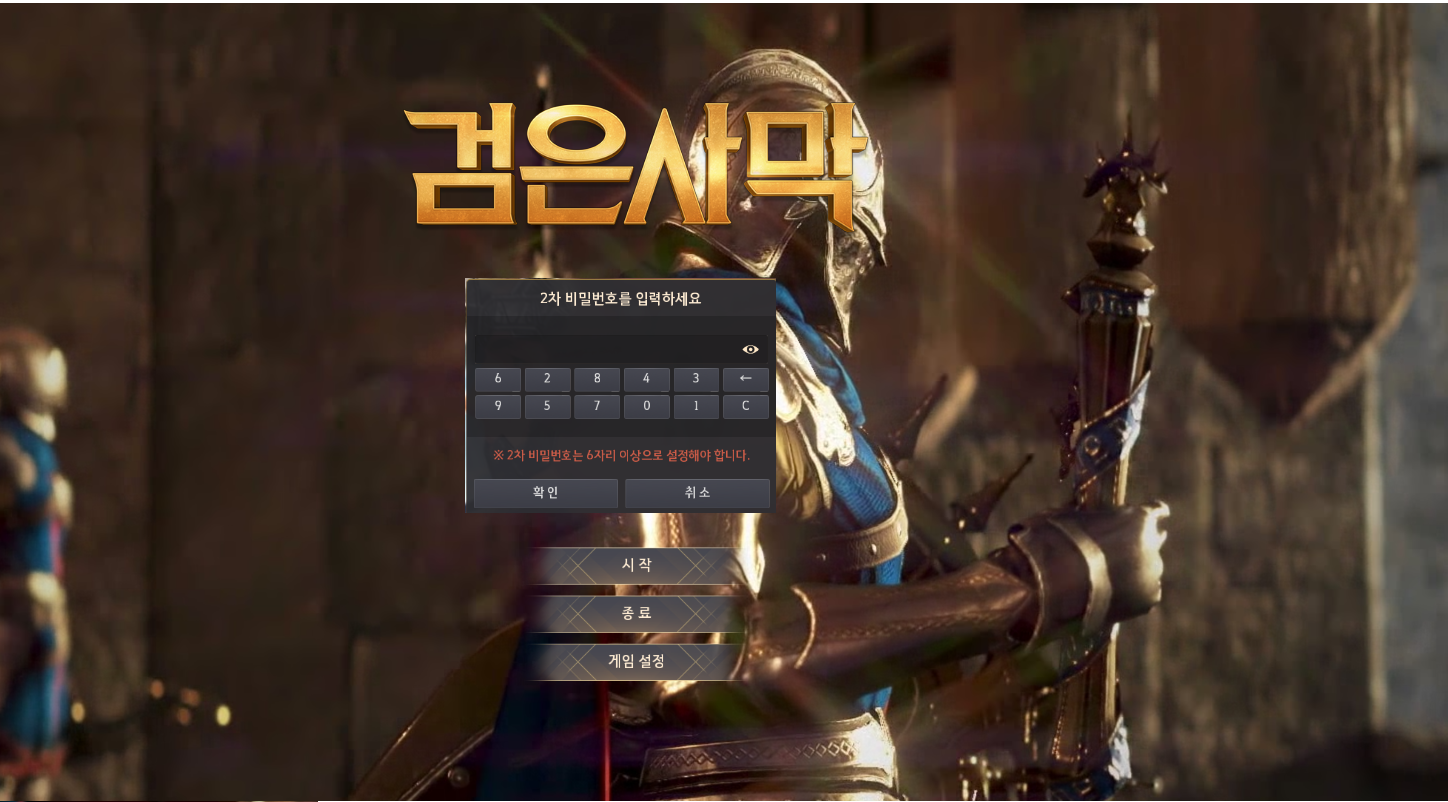 검은사막
2차 비밀번호를 입력하세요
6 2 8 4 3 ←
9 5 7 0 1 C
※ 2차 비밀번호는 6자리 이상으로 설정해야 합니다.
확인 취소
시작
종료
게임 설정